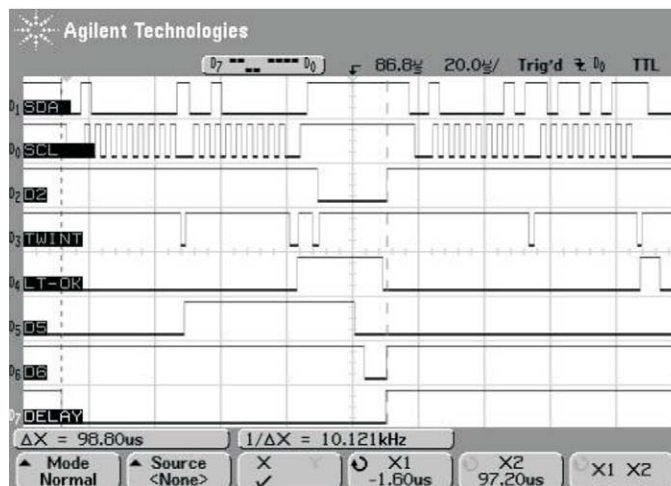 Agilent Technologies
D7 D0 86.8us 20.0us/ Trig'd D0 TTL
D1 SDA
D0 SCL
D2 D2
D3 TWINT
D4 LT-OK
D5 D5
D6 D6
D7 DELAY
ΔX = 98.80us 1/ΔX = 10.121kHz
Mode Normal
Source <None>
X Y
X1 -1.60us
X2 97.20us
X1 X2